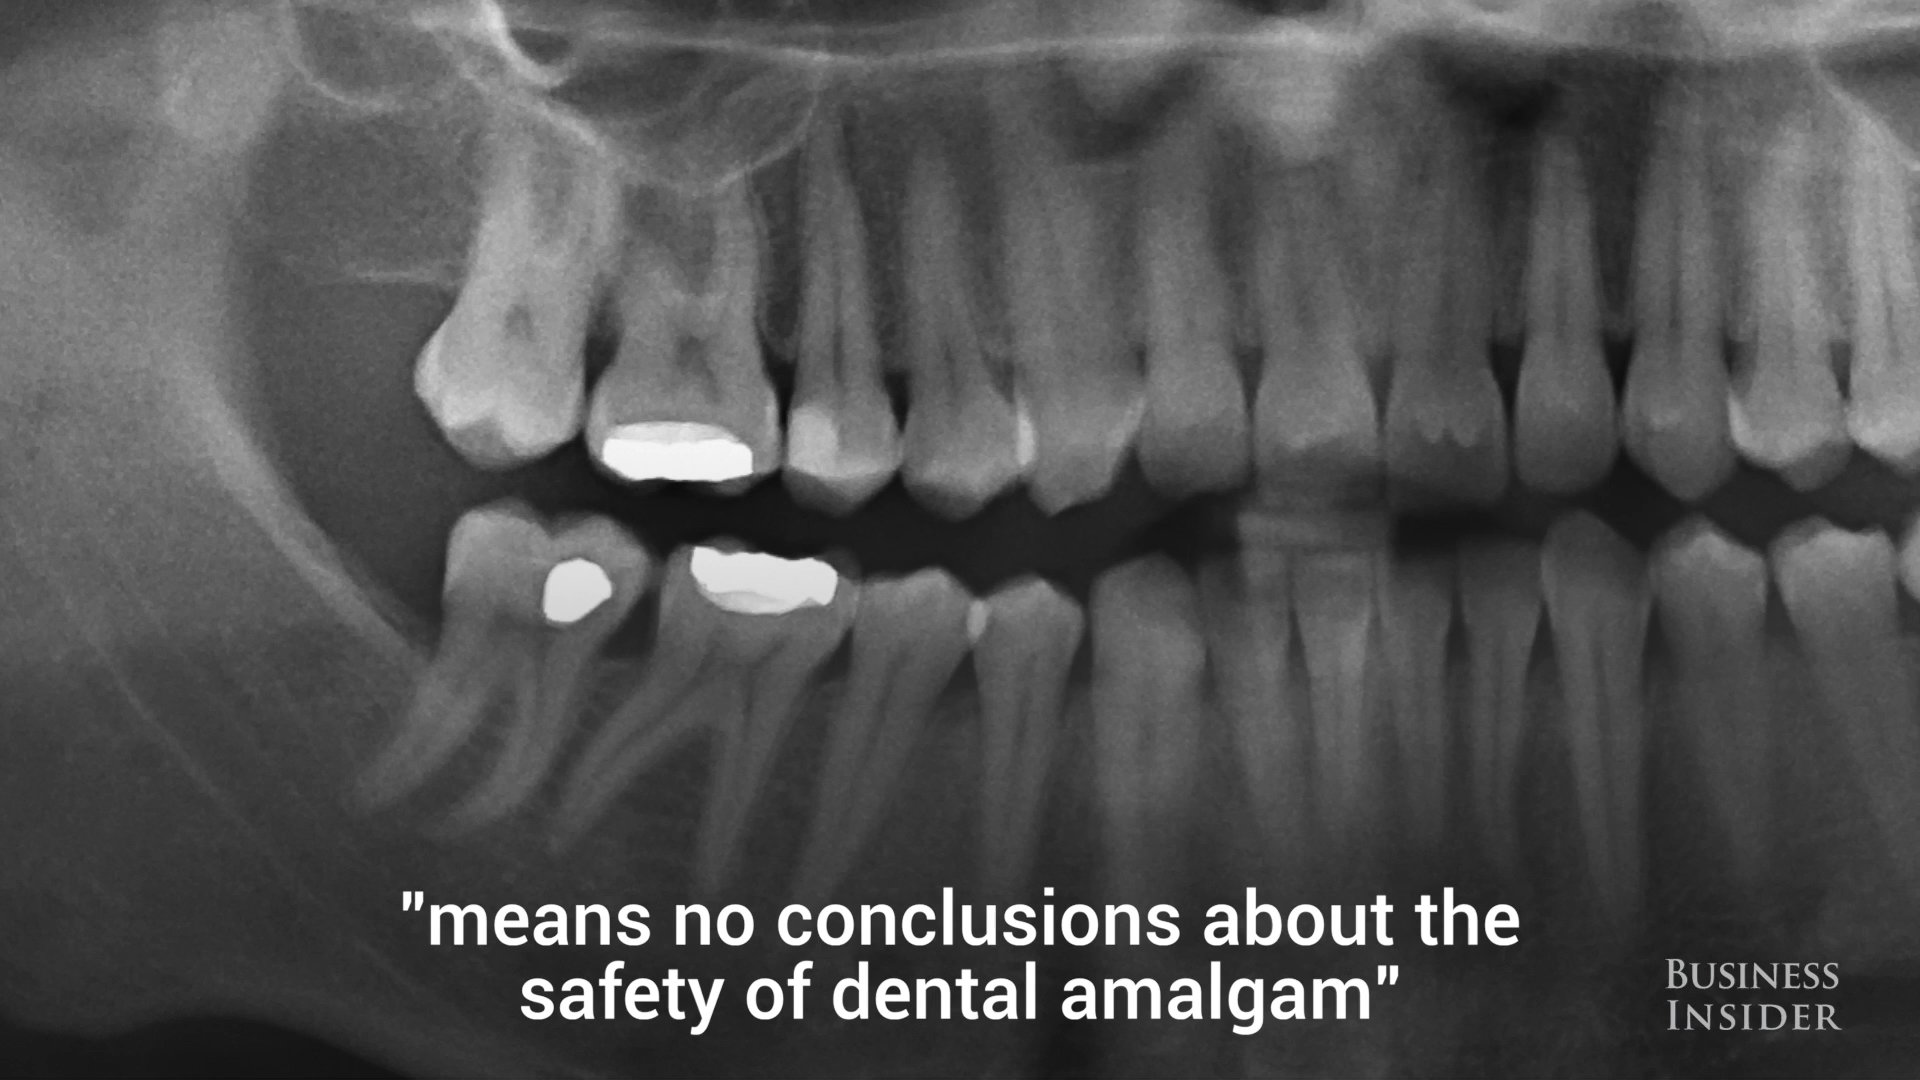 "means no conclusions about the
safety of dental amalgam"
BUSINESS
INSIDER